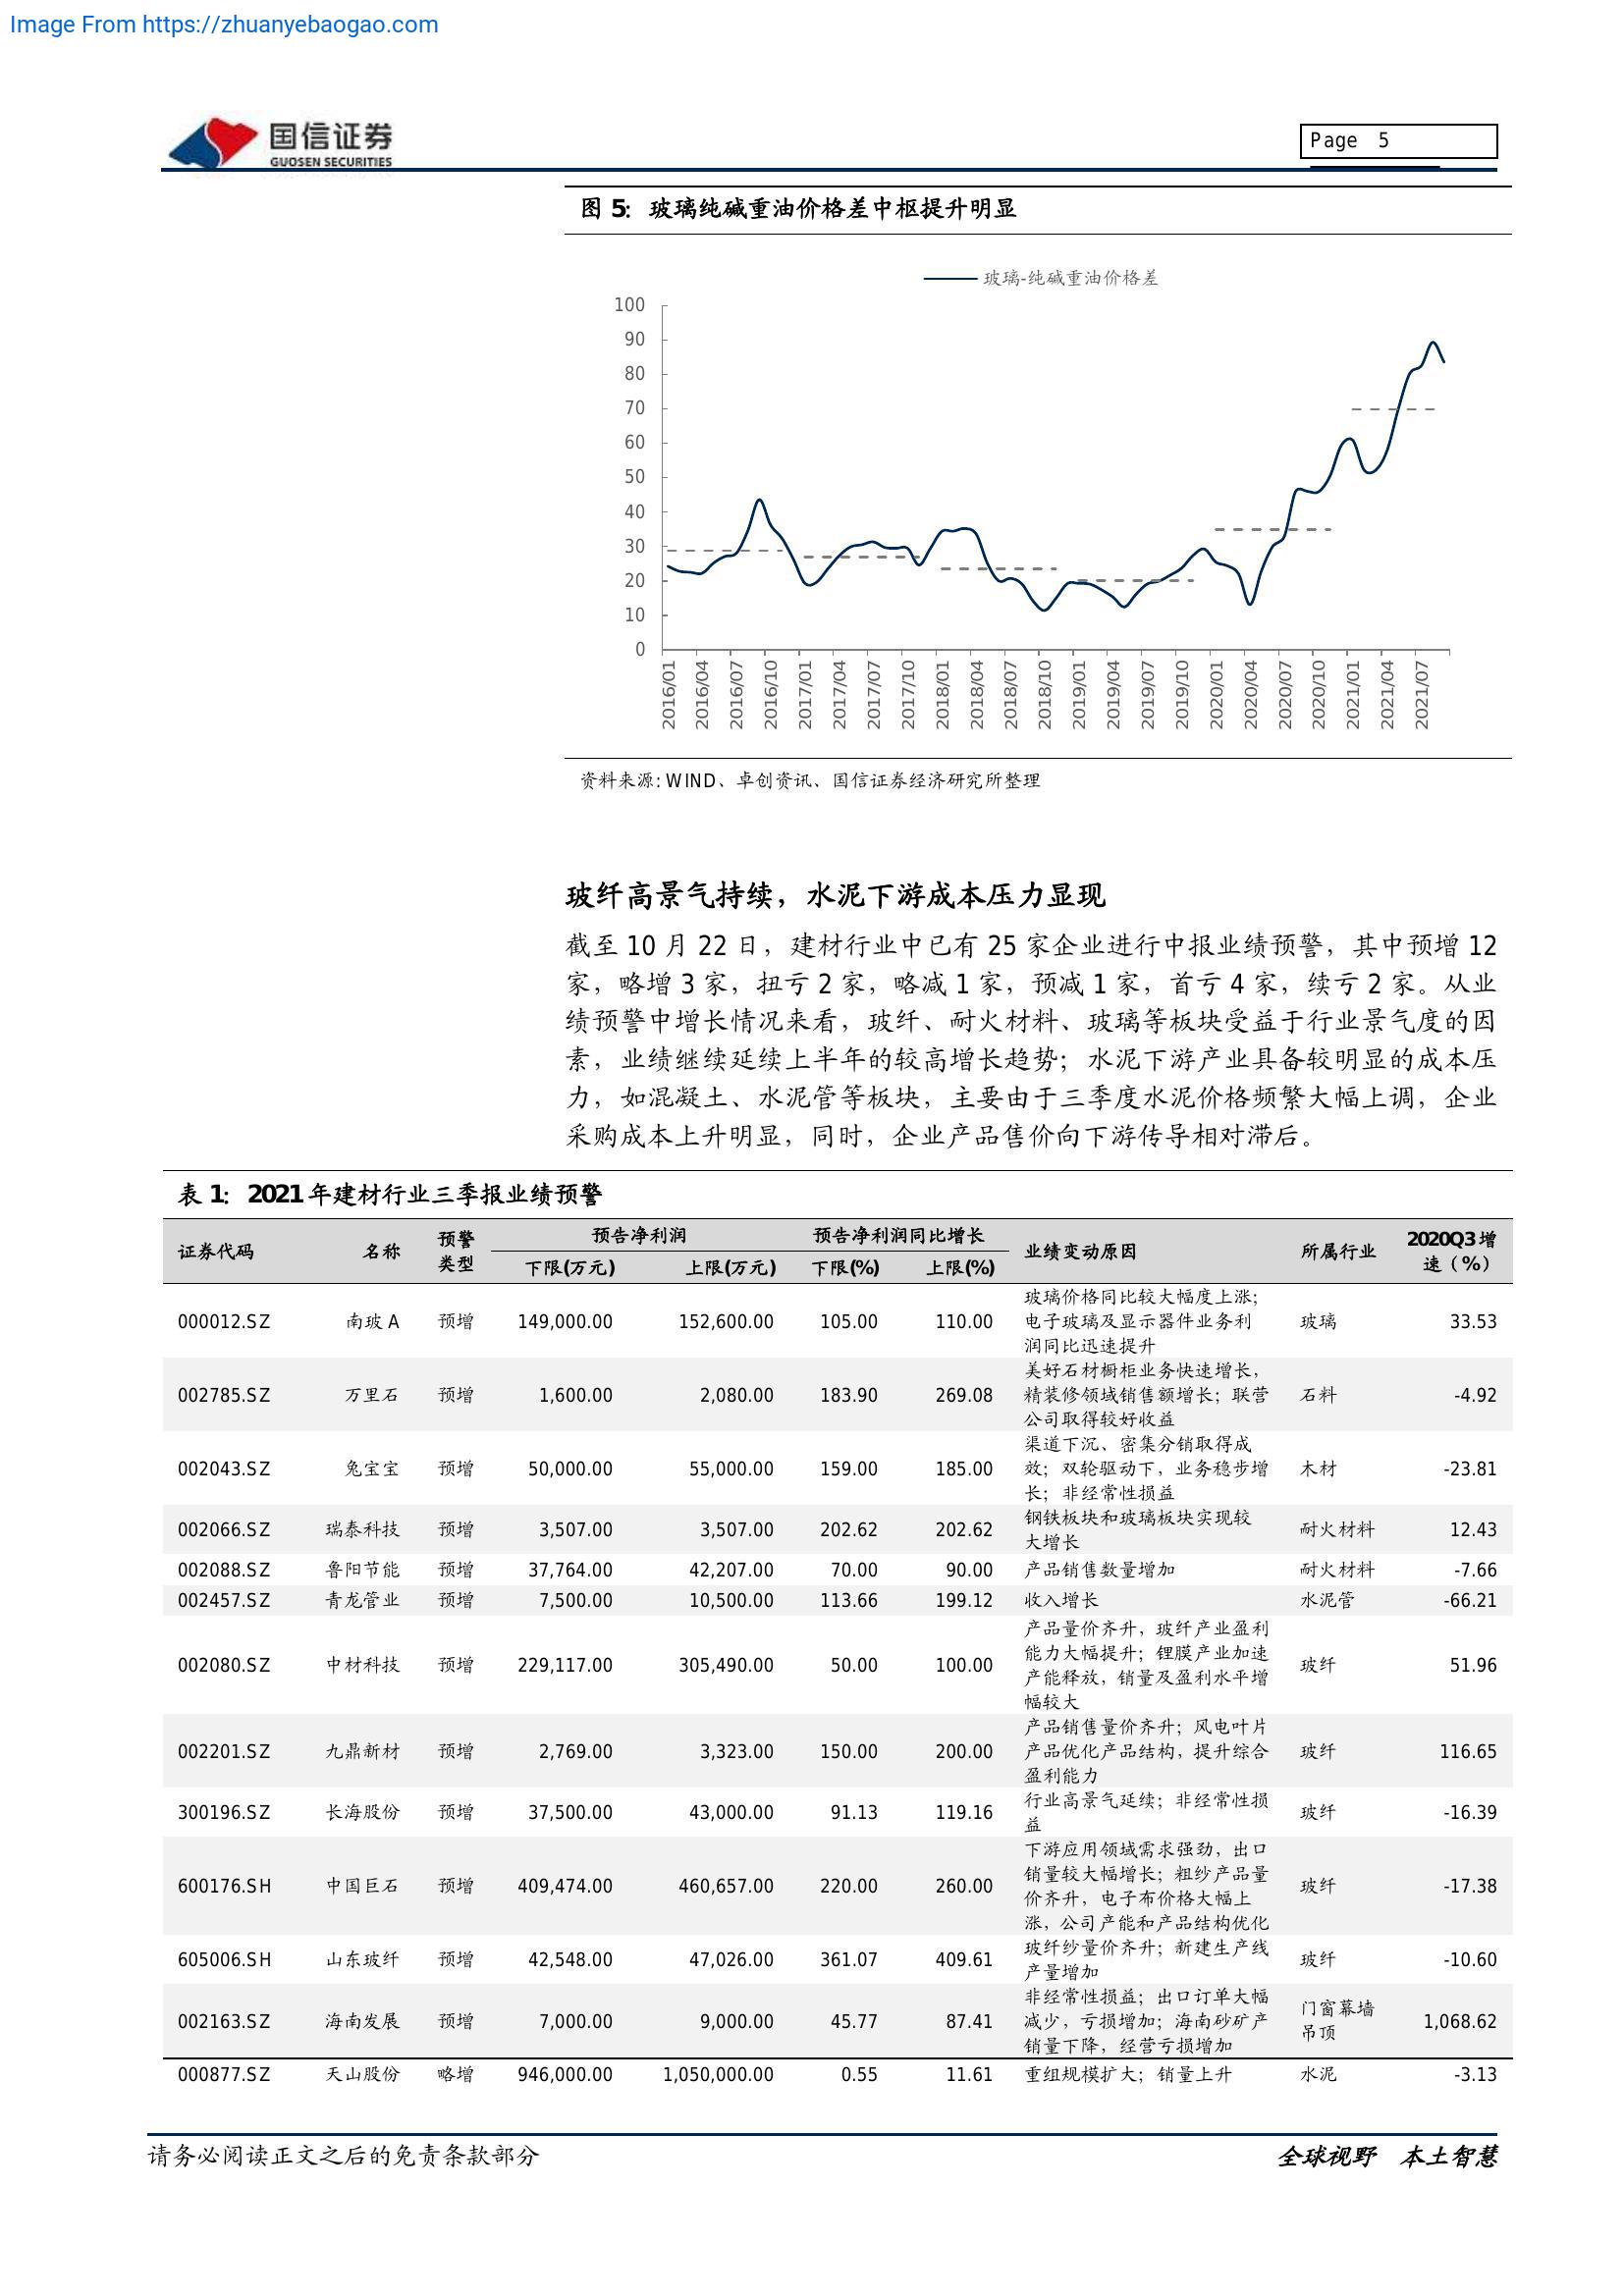 Image From https://zhuanyebaogao.com
国信证券
GUOSEN SECURITIES
Page 5
图 5：玻璃纯碱重油价格差中枢提升明显
玻璃-纯碱重油价格差
100
90
80
70
60
50
40
30
20
10
0
2016/01 2016/04 2016/07 2016/10 2017/01 2017/04 2017/07 2017/10 2018/01 2018/04 2018/07 2018/10 2019/01 2019/04 2019/07 2019/10 2020/01 2020/04 2020/07 2020/10 2021/01 2021/04 2021/07
资料来源: WIND、卓创资讯、国信证券经济研究所整理
玻纤高景气持续，水泥下游成本压力显现
截至 10 月 22 日，建材行业中已有 25 家企业进行中报业绩预警，其中预增 12
家，略增 3 家，扭亏 2 家，略减 1 家，预减 1 家，首亏 4 家，续亏 2 家。从业
绩预警中增长情况来看，玻纤、耐火材料、玻璃等板块受益于行业景气度的因
素，业绩继续延续上半年的较高增长趋势；水泥下游产业具备较明显的成本压
力，如混凝土、水泥管等板块，主要由于三季度水泥价格频繁大幅上调，企业
采购成本上升明显，同时，企业产品售价向下游传导相对滞后。
表 1：2021 年建材行业三季报业绩预警
证券代码 名称 预警类型 预告净利润 预告净利润同比增长 业绩变动原因 所属行业 2020Q3 增速（%）
下限(万元) 上限(万元) 下限(%) 上限(%)
玻璃价格同比较大幅度上涨；
000012.SZ 南玻 A 预增 149,000.00 152,600.00 105.00 110.00 电子玻璃及显示器件业务利 玻璃 33.53
润同比迅速提升
美好石材橱柜业务快速增长，
002785.SZ 万里石 预增 1,600.00 2,080.00 183.90 269.08 精装修领域销售额增长；联营 石料 -4.92
公司取得较好收益
渠道下沉、密集分销取得成
002043.SZ 兔宝宝 预增 50,000.00 55,000.00 159.00 185.00 效；双轮驱动下，业务稳步增 木材 -23.81
长；非经常性损益
002066.SZ 瑞泰科技 预增 3,507.00 3,507.00 202.62 202.62 钢铁板块和玻璃板块实现较 耐火材料 12.43
大增长
002088.SZ 鲁阳节能 预增 37,764.00 42,207.00 70.00 90.00 产品销售数量增加 耐火材料 -7.66
002457.SZ 青龙管业 预增 7,500.00 10,500.00 113.66 199.12 收入增长 水泥管 -66.21
产品量价齐升，玻纤产业盈利
能力大幅提升；锂膜产业加速
002080.SZ 中材科技 预增 229,117.00 305,490.00 50.00 100.00 产能释放，销量及盈利水平增 玻纤 51.96
幅较大
产品销售量价齐升；风电叶片
002201.SZ 九鼎新材 预增 2,769.00 3,323.00 150.00 200.00 产品优化产品结构，提升综合 玻纤 116.65
盈利能力
300196.SZ 长海股份 预增 37,500.00 43,000.00 91.13 119.16 行业高景气延续；非经常性损 玻纤 -16.39
益
下游应用领域需求强劲，出口
销量较大幅增长；粗纱产品量
600176.SH 中国巨石 预增 409,474.00 460,657.00 220.00 260.00 价齐升，电子布价格大幅上 玻纤 -17.38
涨，公司产能和产品结构优化
605006.SH 山东玻纤 预增 42,548.00 47,026.00 361.07 409.61 玻纤纱量价齐升；新建生产线 玻纤 -10.60
产量增加
非经常性损益；出口订单大幅
002163.SZ 海南发展 预增 7,000.00 9,000.00 45.77 87.41 减少，亏损增加；海南砂矿产 门窗幕墙吊顶 1,068.62
销量下降，经营亏损增加
000877.SZ 天山股份 略增 946,000.00 1,050,000.00 0.55 11.61 重组规模扩大；销量上升 水泥 -3.13
请务必阅读正文之后的免责条款部分
全球视野 本土智慧